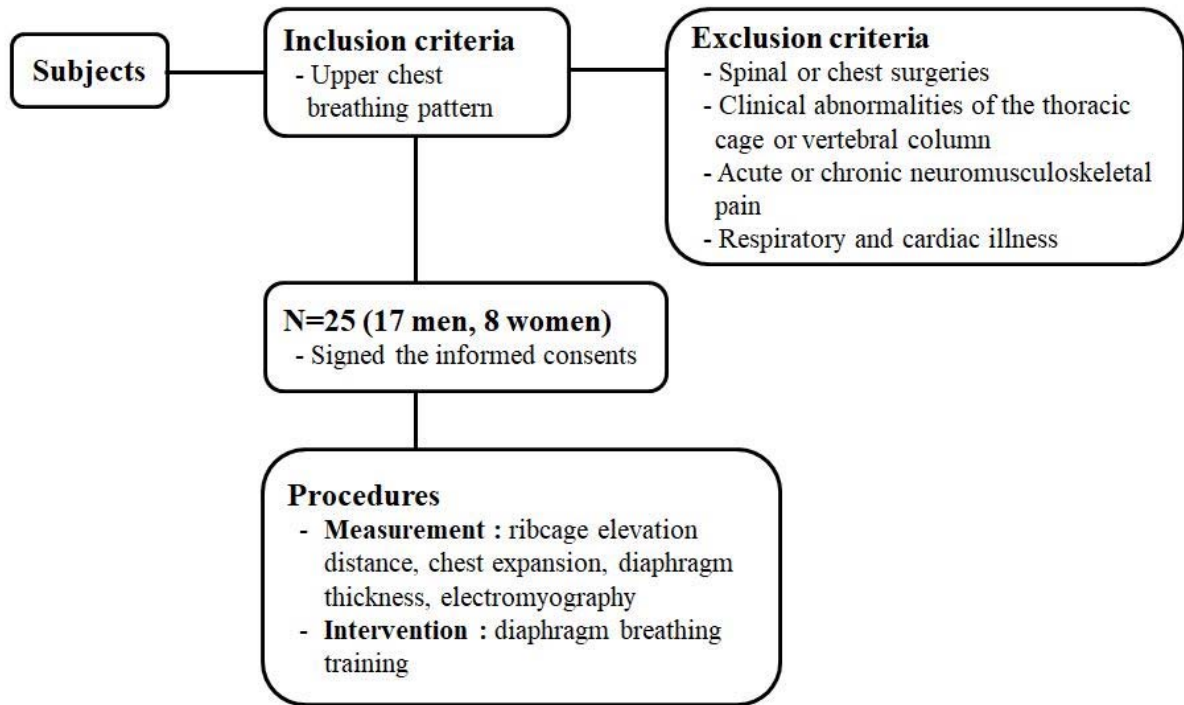 Subjects
Inclusion criteria
- Upper chest
breathing pattern
Exclusion criteria
- Spinal or chest surgeries
- Clinical abnormalities of the thoracic
cage or vertebral column
- Acute or chronic neuromusculoskeletal
pain
- Respiratory and cardiac illness
N=25 (17 men, 8 women)
- Signed the informed consents
Procedures
- Measurement : ribcage elevation
distance, chest expansion, diaphragm
thickness, electromyography
- Intervention : diaphragm breathing
training